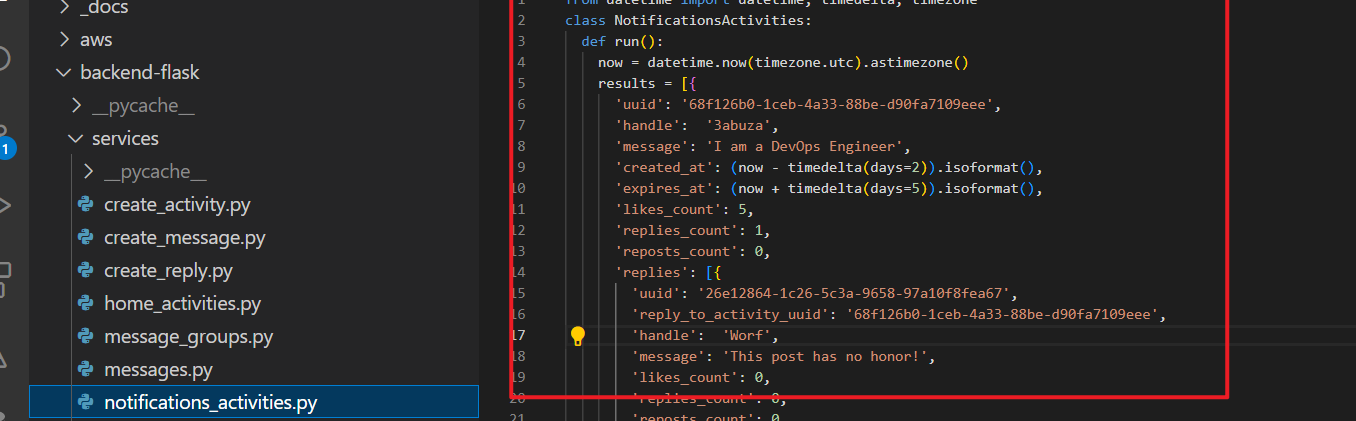 _docs
aws
backend-flask
__pycache__
services
__pycache__
create_activity.py
create_message.py
create_reply.py
home_activities.py
message_groups.py
messages.py
notifications_activities.py
1
1 from datetime import datetime, timedelta, timezone
2 class NotificationsActivities:
3 def run():
4 now = datetime.now(timezone.utc).astimezone()
5 results = [{
6 'uuid': '68f126b0-1ceb-4a33-88be-d90fa7109eee',
7 'handle':  '3abuza',
8 'message': 'I am a DevOps Engineer',
9 'created_at': (now - timedelta(days=2)).isoformat(),
10 'expires_at': (now + timedelta(days=5)).isoformat(),
11 'likes_count': 5,
12 'replies_count': 1,
13 'reposts_count': 0,
14 'replies': [{
15 'uuid': '26e12864-1c26-5c3a-9658-97a10f8fea67',
16 'reply_to_activity_uuid': '68f126b0-1ceb-4a33-88be-d90fa7109eee',
17 'handle':  'Worf',
18 'message': 'This post has no honor!',
19 'likes_count': 0,
20 'replies_count': 0,
21 'reposts_count': 0